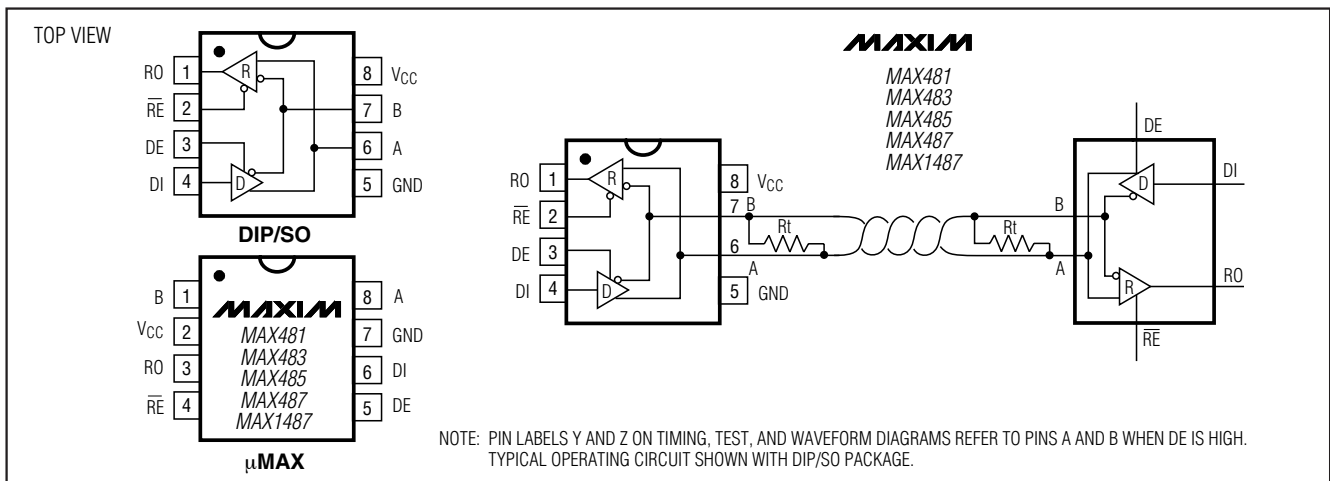 TOP VIEW
RO 1
R̅E̅ 2
DE 3
DI 4
8 VCC
7 B
6 A
5 GND
R
D
DIP/SO
B 1
VCC 2
RO 3
R̅E̅ 4
8 A
7 GND
6 DI
5 DE
MAXIM
MAX481
MAX483
MAX485
MAX487
MAX1487
µMAX
MAXIM
MAX481
MAX483
MAX485
MAX487
MAX1487
RO 1
R̅E̅ 2
DE 3
DI 4
R
D
8 VCC
7 B
6
A
5 GND
Rt
Rt
B
A
DE
D
DI
R
RO
R̅E̅
NOTE: PIN LABELS Y AND Z ON TIMING, TEST, AND WAVEFORM DIAGRAMS REFER TO PINS A AND B WHEN DE IS HIGH.
TYPICAL OPERATING CIRCUIT SHOWN WITH DIP/SO PACKAGE.